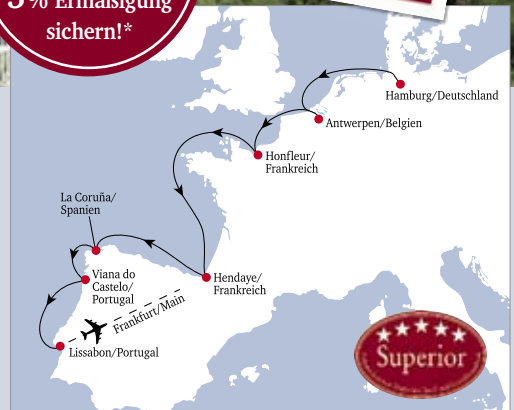 5% Ermäßigung
sichern!*
Hamburg/Deutschland
Antwerpen/Belgien
Honfleur/
Frankreich
La Coruña/
Spanien
Viana do
Castelo/
Portugal
Hendaye/
Frankreich
Frankfurt/Main
Lissabon/Portugal
Superior